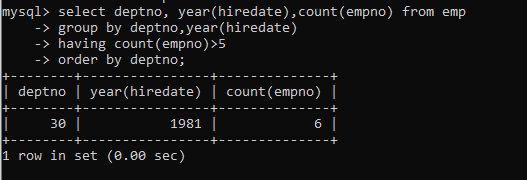 mysql> select deptno, year(hiredate),count(empno) from emp
    -> group by deptno,year(hiredate)
    -> having count(empno)>5
    -> order by deptno;
+--------+----------------+--------------+
| deptno | year(hiredate) | count(empno) |
+--------+----------------+--------------+
|     30 |           1981 |            6 |
+--------+----------------+--------------+
1 row in set (0.00 sec)